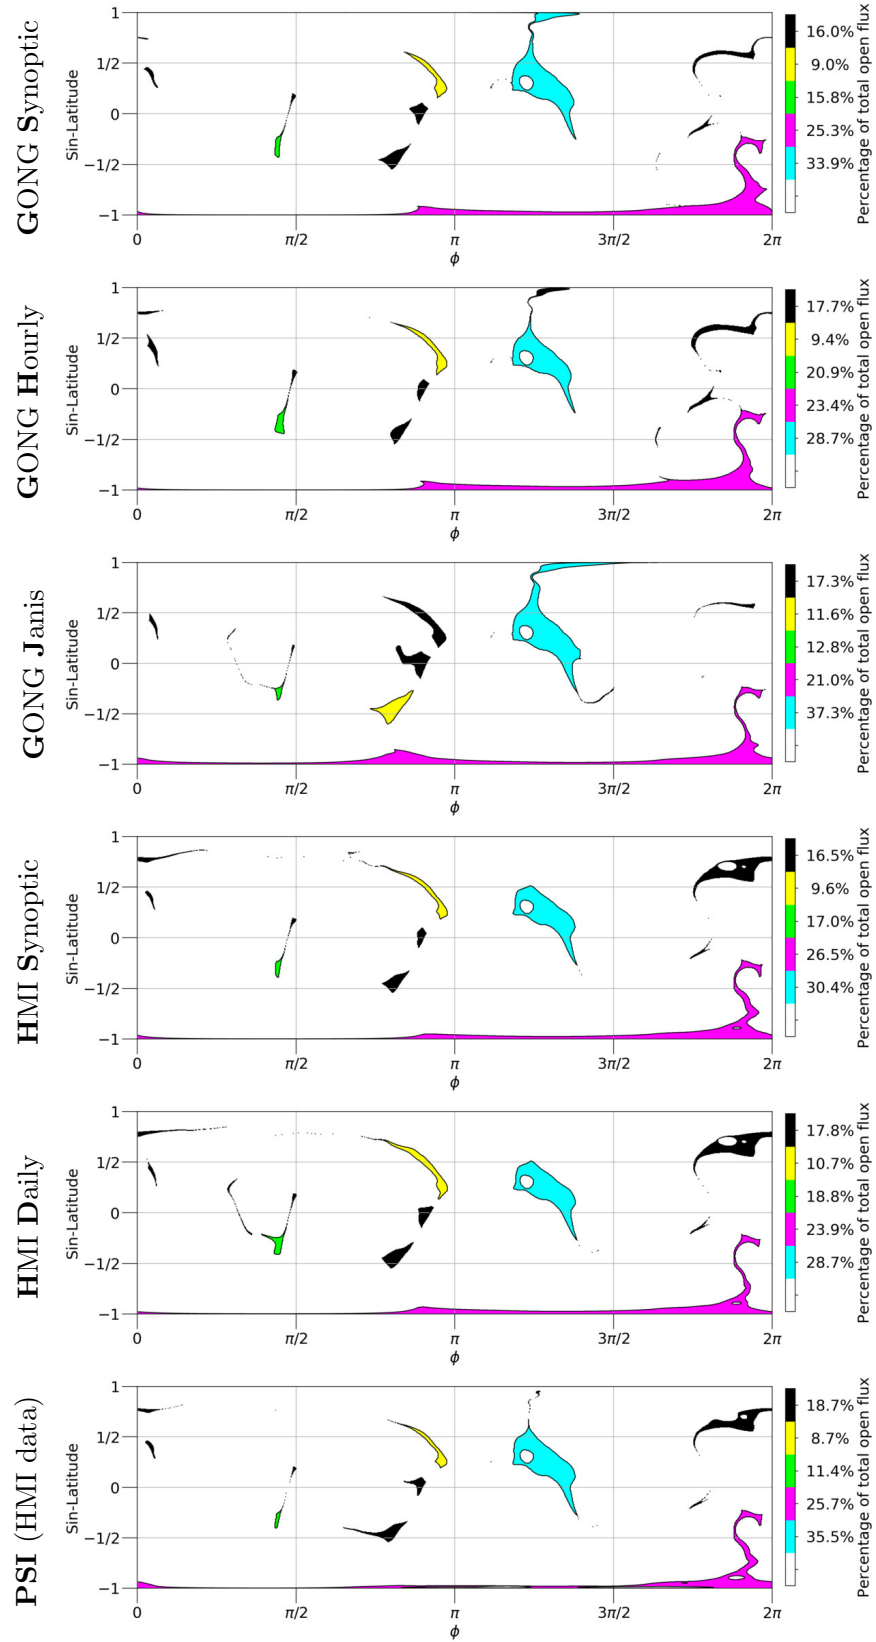 GONG Synoptic
Sin-Latitude
1
1/2
0
−1/2
−1
0 π/2 π 3π/2 2π
ϕ
16.0%
9.0%
15.8%
25.3%
33.9%
Percentage of total open flux
GONG Hourly
Sin-Latitude
1
1/2
0
−1/2
−1
0 π/2 π 3π/2 2π
ϕ
17.7%
9.4%
20.9%
23.4%
28.7%
Percentage of total open flux
GONG Janis
Sin-Latitude
1
1/2
0
−1/2
−1
0 π/2 π 3π/2 2π
ϕ
17.3%
11.6%
12.8%
21.0%
37.3%
Percentage of total open flux
HMI Synoptic
Sin-Latitude
1
1/2
0
−1/2
−1
0 π/2 π 3π/2 2π
ϕ
16.5%
9.6%
17.0%
26.5%
30.4%
Percentage of total open flux
HMI Daily
Sin-Latitude
1
1/2
0
−1/2
−1
0 π/2 π 3π/2 2π
ϕ
17.8%
10.7%
18.8%
23.9%
28.7%
Percentage of total open flux
PSI (HMI data)
Sin-Latitude
1
1/2
0
−1/2
−1
0 π/2 π 3π/2 2π
ϕ
18.7%
8.7%
11.4%
25.7%
35.5%
Percentage of total open flux